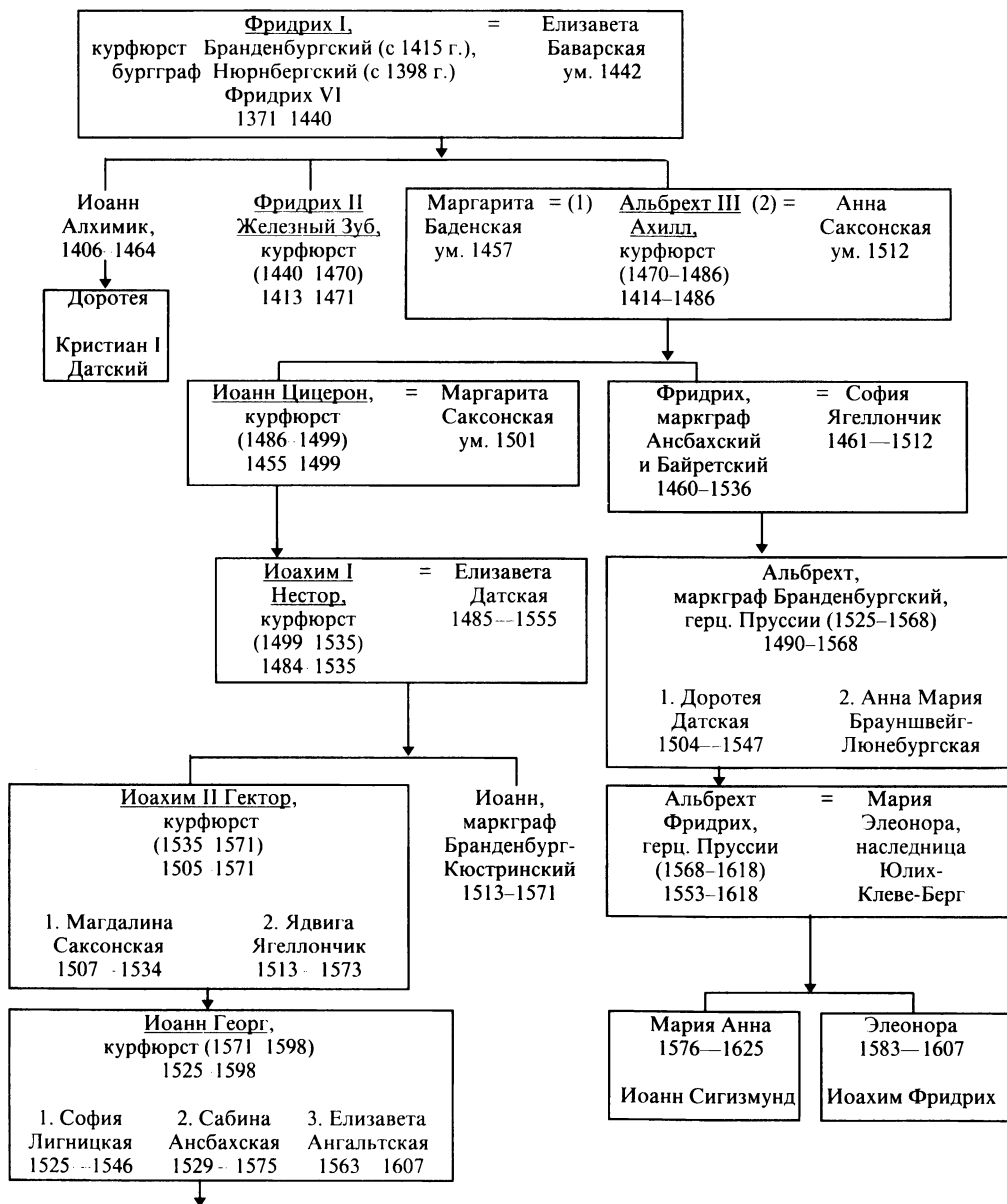 Фридрих I,
курфюрст Бранденбургский (с 1415 г.),
бургграф Нюрнбергский (с 1398 г.)
Фридрих VI
1371 1440
=
Елизавета
Баварская
ум. 1442
Иоанн
Алхимик,
1406 - 1464
Доротея
Кристиан I
Датский
Фридрих II
Железный Зуб,
курфюрст
(1440 1470)
1413 1471
Маргарита
Баденская
ум. 1457
= (1)
Альбрехт III
Ахилл,
курфюрст
(1470–1486)
1414–1486
(2) =
Анна
Саксонская
ум. 1512
Иоанн Цицерон,
курфюрст
(1486 - 1499)
1455 1499
=
Маргарита
Саксонская
ум. 1501
Фридрих,
маркграф
Ансбахский
и Байретский
1460–1536
=
София
Ягеллончик
1461—1512
Иоахим I
Нестор,
курфюрст
(1499 1535)
1484 - 1535
=
Елизавета
Датская
1485—1555
Альбрехт,
маркграф Бранденбургский,
герц. Пруссии (1525–1568)
1490–1568
1. Доротея
Датская
1504—1547
2. Анна Мария
Брауншвейг-
Люнебургская
Иоахим II Гектор,
курфюрст
(1535 1571)
1505 1571
1. Магдалина
Саксонская
1507 - 1534
2. Ядвига
Ягеллончик
1513 - 1573
Иоанн,
маркграф
Бранденбург-
Кюстринский
1513–1571
Альбрехт
Фридрих,
герц. Пруссии
(1568–1618)
1553–1618
=
Мария
Элеонора,
наследница
Юлих-
Клеве-Берг
Иоанн Георг,
курфюрст (1571 1598)
1525 1598
1. София
Лигницкая
1525 - 1546
2. Сабина
Ансбахская
1529 - 1575
3. Елизавета
Ангальтская
1563 1607
Мария Анна
1576—1625
Иоанн Сигизмунд
Элеонора
1583—1607
Иоахим Фридрих